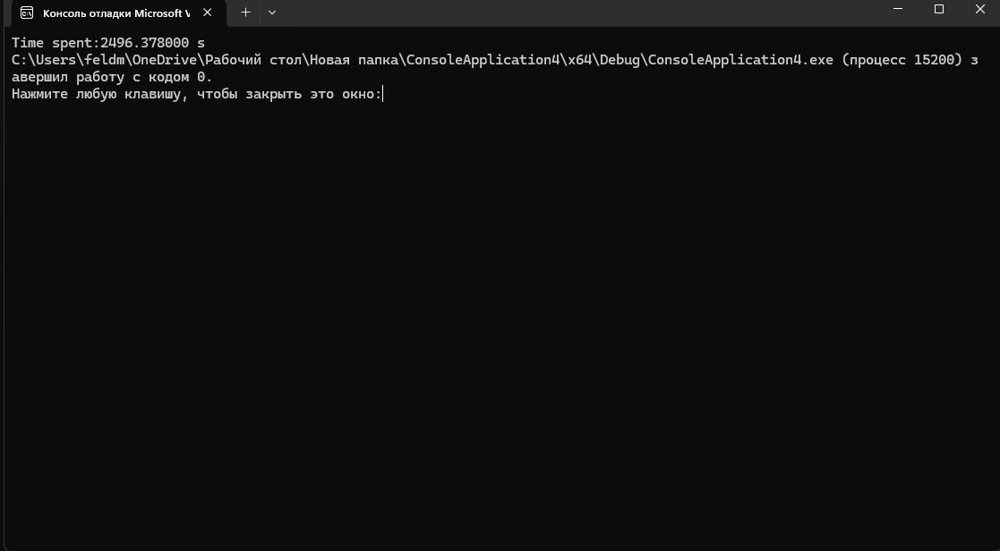 Консоль отладки Microsoft V
Time spent:2496.378000 s
C:\Users\feldm\OneDrive\Рабочий стол\Новая папка\ConsoleApplication4\x64\Debug\ConsoleApplication4.exe (процесс 15200) з
авершил работу с кодом 0.
Нажмите любую клавишу, чтобы закрыть это окно: